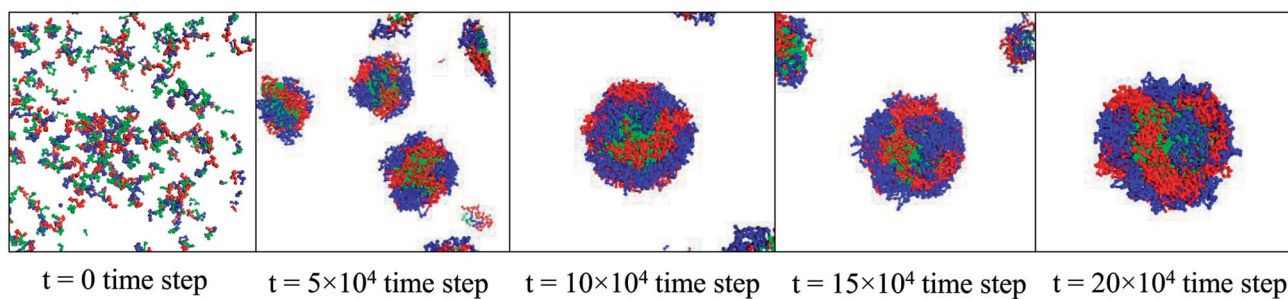 t = 0 time step
t = 5×10⁴ time step
t = 10×10⁴ time step
t = 15×10⁴ time step
t = 20×10⁴ time step